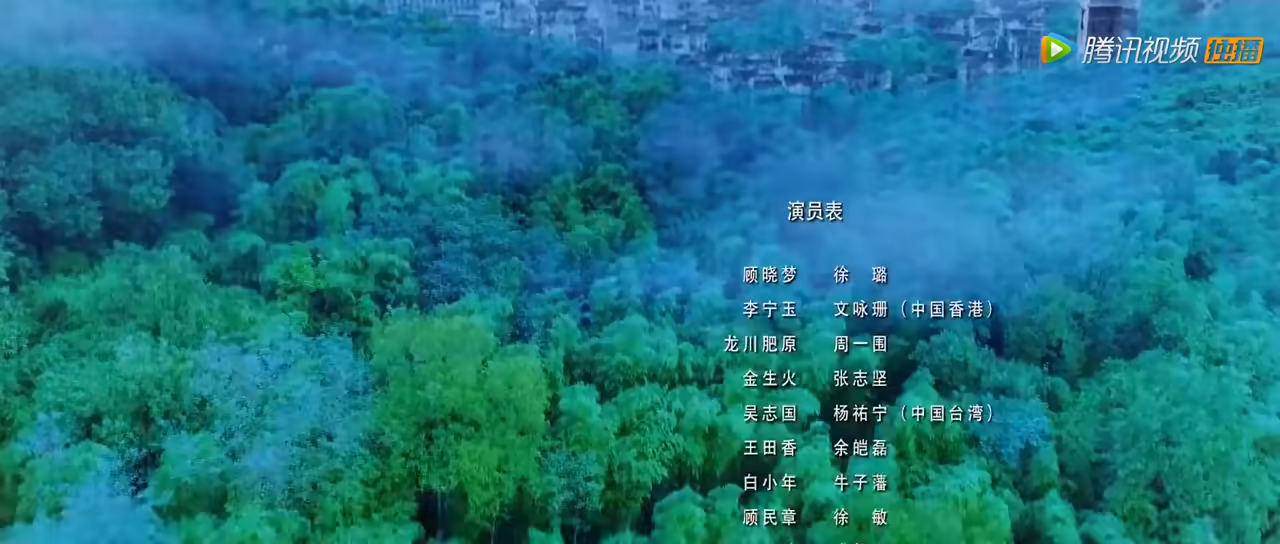 腾讯视频 独播
演员表
顾晓梦 徐 璐
李宁玉 文咏珊（中国香港）
龙川肥原 周一围
金生火 张志坚
吴志国 杨祐宁（中国台湾）
王田香 余皑磊
白小年 牛子藩
顾民章 徐 敏